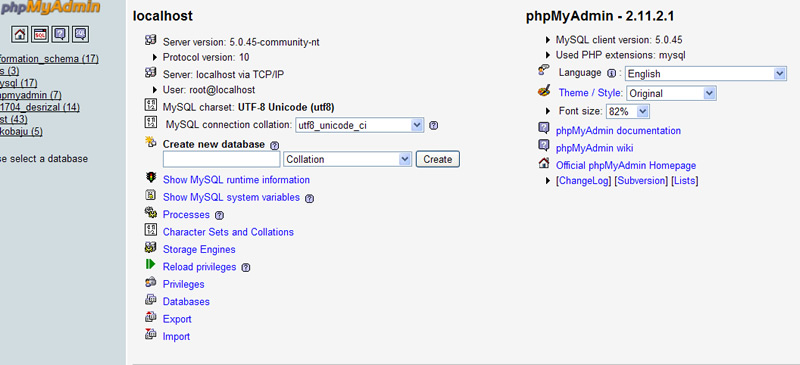 phpMyAdmin
SQL
formation_schema (17)
s (3)
ysql (17)
pmyadmin (7)
1704_desrizal (14)
st (43)
kobaju (5)
se select a database
localhost
Server version: 5.0.45-community-nt
Protocol version: 10
Server: localhost via TCP/IP
User: root@localhost
MySQL charset: UTF-8 Unicode (utf8)
MySQL connection collation: utf8_unicode_ci
Create new database
Collation Create
Show MySQL runtime information
Show MySQL system variables
Processes
Character Sets and Collations
Storage Engines
Reload privileges
Privileges
Databases
Export
Import
phpMyAdmin - 2.11.2.1
MySQL client version: 5.0.45
Used PHP extensions: mysql
Language : English
Theme / Style: Original
Font size: 82%
phpMyAdmin documentation
phpMyAdmin wiki
Official phpMyAdmin Homepage
[ChangeLog] [Subversion] [Lists]